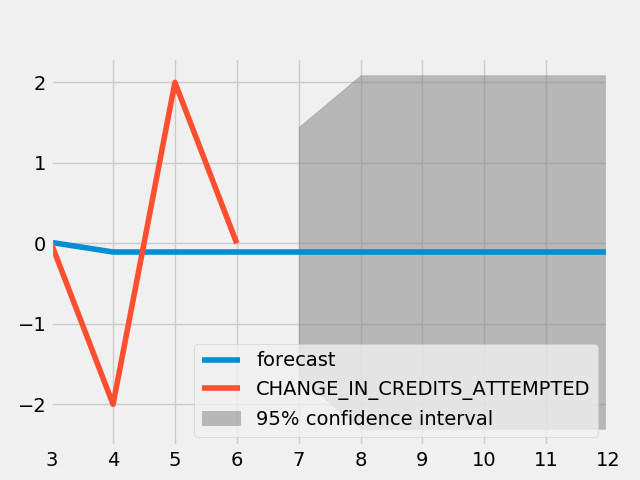 2
1
0
−1
−2
forecast
CHANGE_IN_CREDITS_ATTEMPTED
95% confidence interval
3 4 5 6 7 8 9 10 11 12